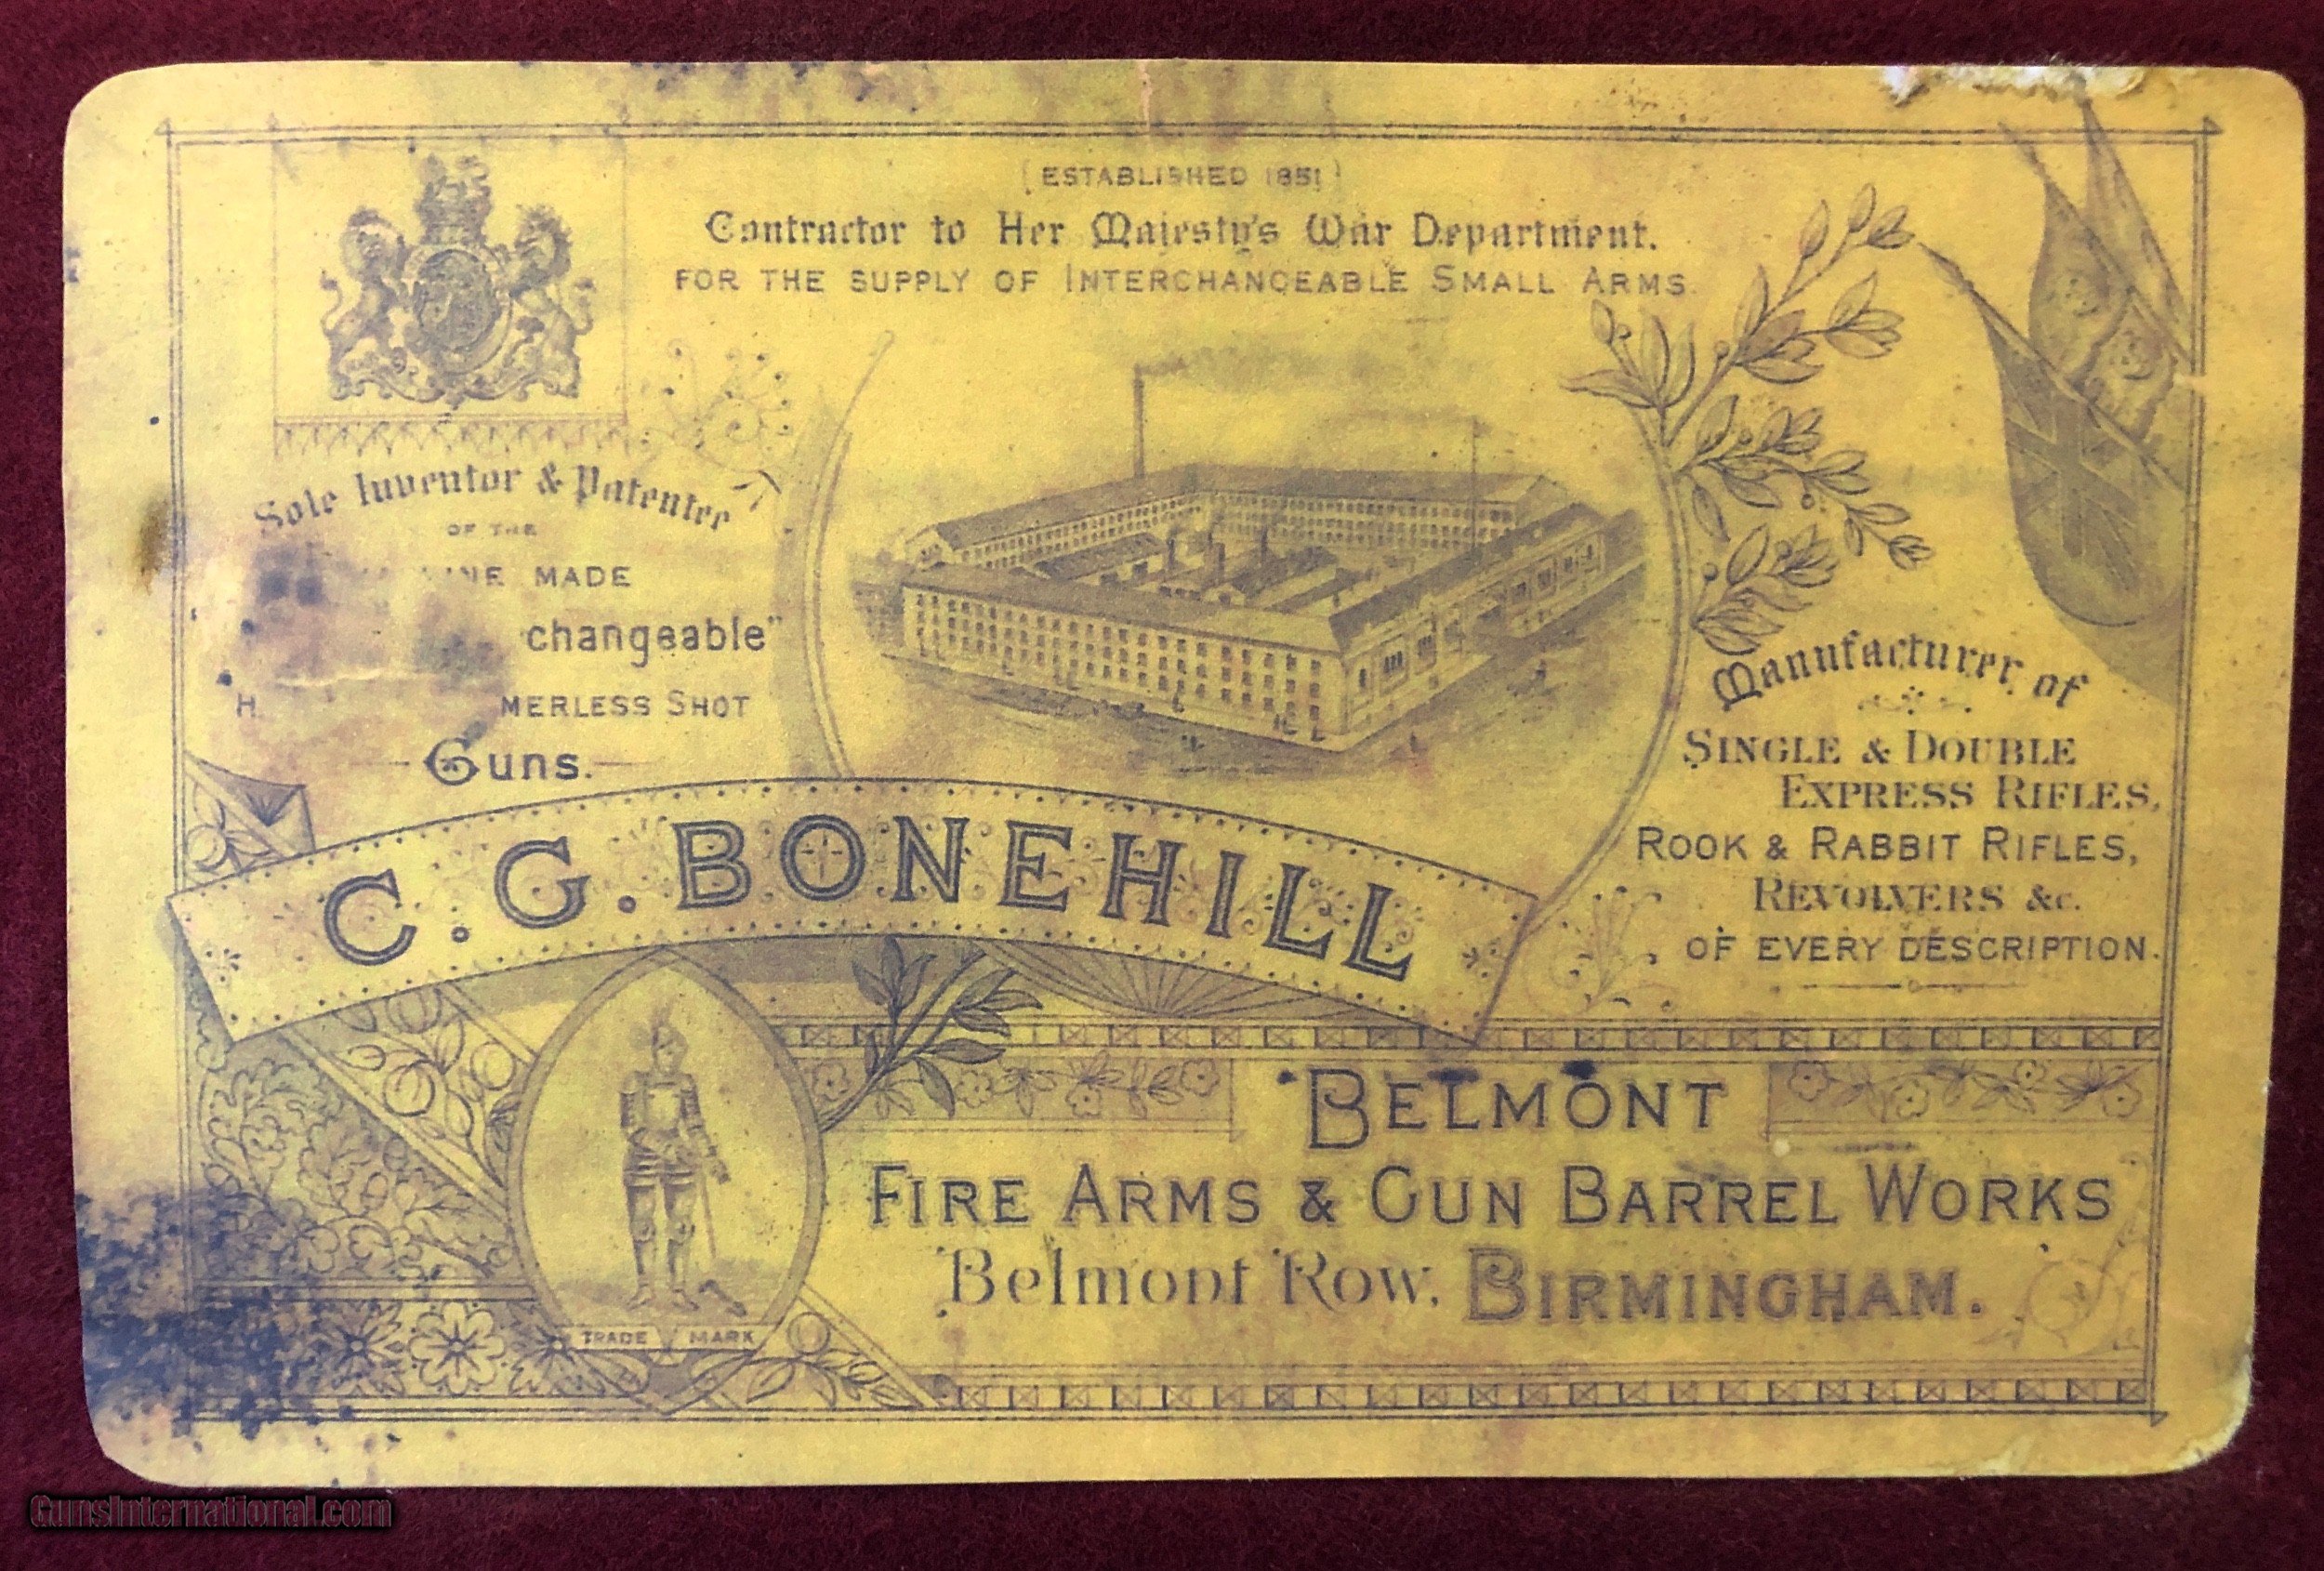 {ESTABLISHED 1851}
Contractor to Her Majesty's War Department.
FOR THE SUPPLY OF INTERCHANGEABLE SMALL ARMS.
Sole Inventor & Patentee
OF THE
MADE
changeable"
MERLESS SHOT
Guns.
Manufacturer of
SINGLE & DOUBLE
EXPRESS RIFLES,
ROOK & RABBIT RIFLES,
REVOLVERS &c.
OF EVERY DESCRIPTION.
C. G. BONEHILL
TRADE MARK
BELMONT
FIRE ARMS & GUN BARREL WORKS
Belmont Row, BIRMINGHAM.
GunsInternational.com